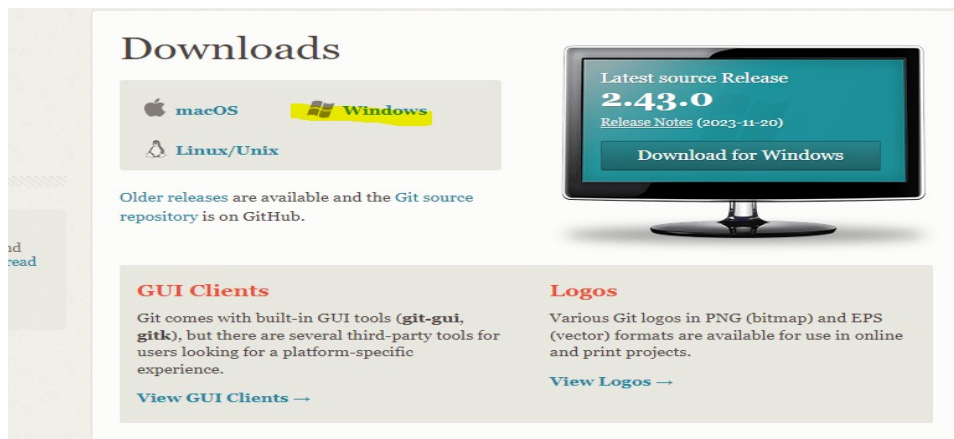 Downloads
macOS
Windows
Linux/Unix
Older releases are available and the Git source
repository is on GitHub.
Latest source Release
2.43.0
Release Notes (2023-11-20)
Download for Windows
read
GUI Clients
Git comes with built-in GUI tools (git-gui,
gitk), but there are several third-party tools for
users looking for a platform-specific
experience.
View GUI Clients →
Logos
Various Git logos in PNG (bitmap) and EPS
(vector) formats are available for use in online
and print projects.
View Logos →